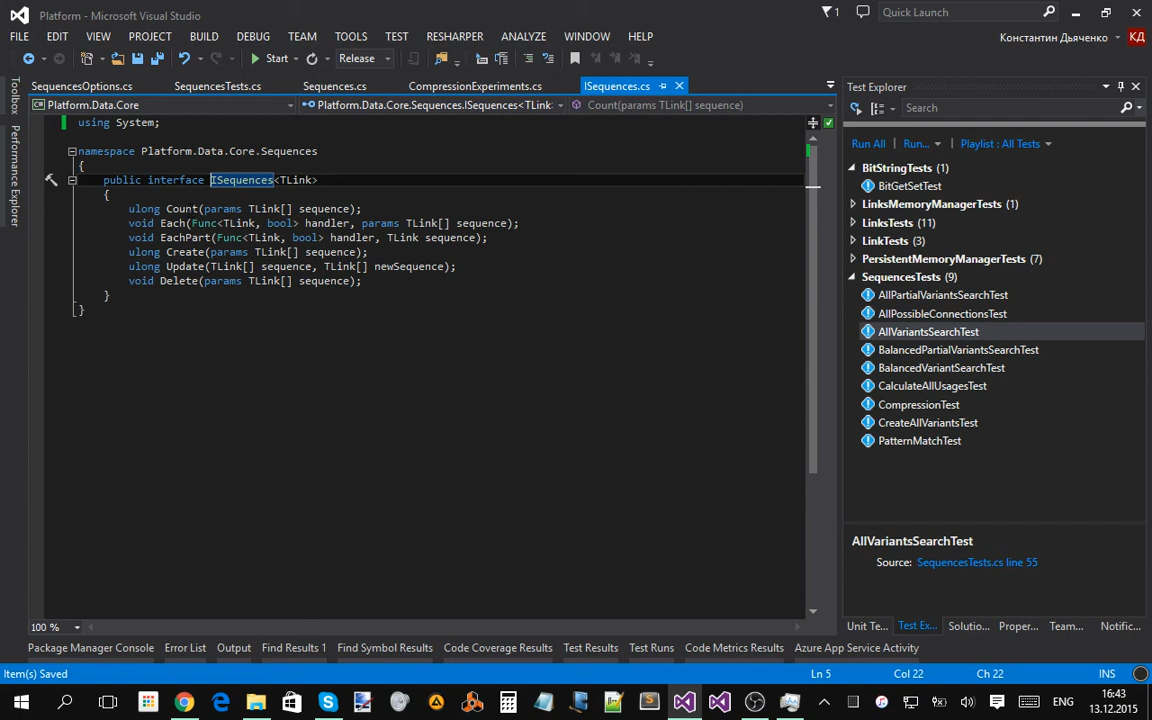 Platform - Microsoft Visual Studio
1
Quick Launch
FILE EDIT VIEW PROJECT BUILD DEBUG TEAM TOOLS TEST RESHARPER ANALYZE WINDOW HELP
Константин Дьяченко КД
Start Release
SequencesOptions.cs SequencesTests.cs Sequences.cs CompressionExperiments.cs ISequences.cs
Platform.Data.Core Platform.Data.Core.Sequences.ISequences<TLink Count(params TLink[] sequence)
Toolbox
Performance Explorer
using System;
namespace Platform.Data.Core.Sequences
{
public interface ISequences<TLink>
{
ulong Count(params TLink[] sequence);
void Each(Func<TLink, bool> handler, params TLink[] sequence);
void EachPart(Func<TLink, bool> handler, TLink sequence);
ulong Create(params TLink[] sequence);
ulong Update(TLink[] sequence, TLink[] newSequence);
void Delete(params TLink[] sequence);
}
}
100 %
Test Explorer
Search
Run All Run... Playlist : All Tests
BitStringTests (1)
BitGetSetTest
LinksMemoryManagerTests (1)
LinksTests (11)
LinkTests (3)
PersistentMemoryManagerTests (7)
SequencesTests (9)
AllPartialVariantsSearchTest
AllPossibleConnectionsTest
AllVariantsSearchTest
BalancedPartialVariantsSearchTest
BalancedVariantSearchTest
CalculateAllUsagesTest
CompressionTest
CreateAllVariantsTest
PatternMatchTest
AllVariantsSearchTest
Source: SequencesTests.cs line 55
Unit Te... Test Ex... Solutio... Proper... Team... Notific...
Package Manager Console Error List Output Find Results 1 Find Symbol Results Code Coverage Results Test Results Test Runs Code Metrics Results Azure App Service Activity
Item(s) Saved Ln 5 Col 22 Ch 22 INS
ENG 16:43
13.12.2015